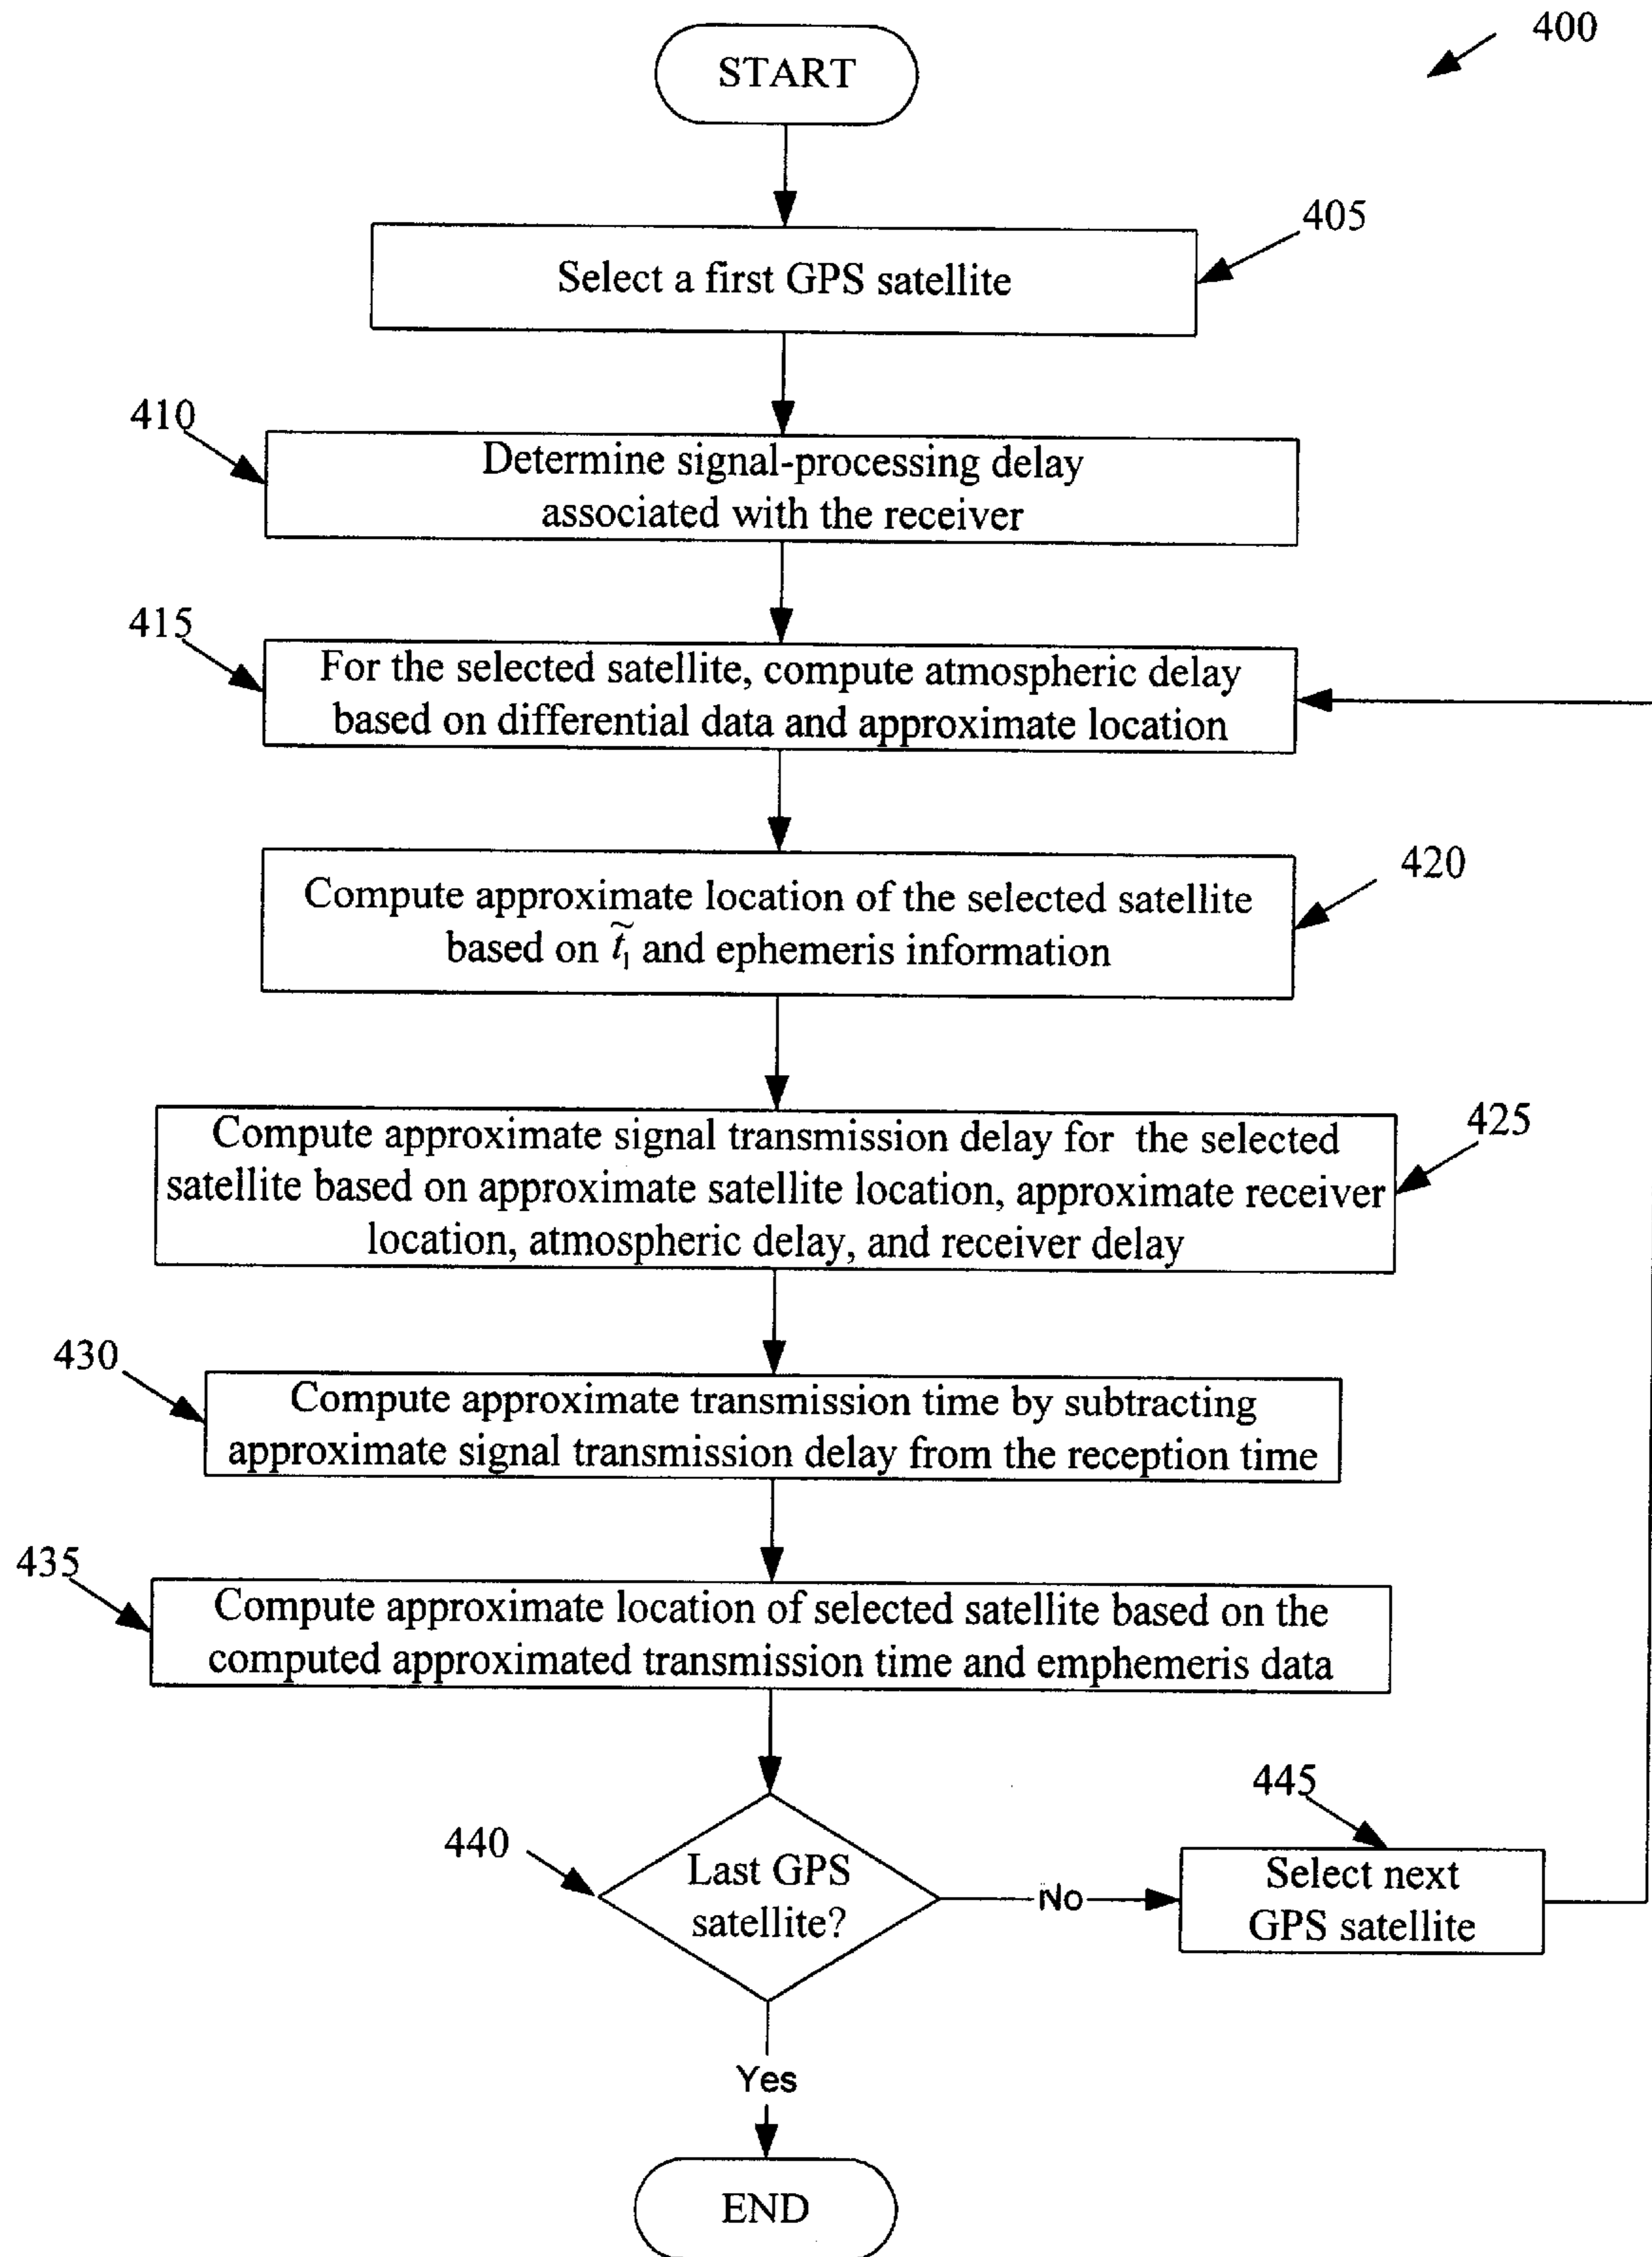 400
START
405
Select a first GPS satellite
410
Determine signal-processing delay
associated with the receiver
415
For the selected satellite, compute atmospheric delay
based on differential data and approximate location
420
Compute approximate location of the selected satellite
based on t̃ᵢ and ephemeris information
425
Compute approximate signal transmission delay for the selected
satellite based on approximate satellite location, approximate receiver
location, atmospheric delay, and receiver delay
430
Compute approximate transmission time by subtracting
approximate signal transmission delay from the reception time
435
Compute approximate location of selected satellite based on the
computed approximated transmission time and emphemeris data
440
Last GPS
satellite?
No
445
Select next
GPS satellite
Yes
END